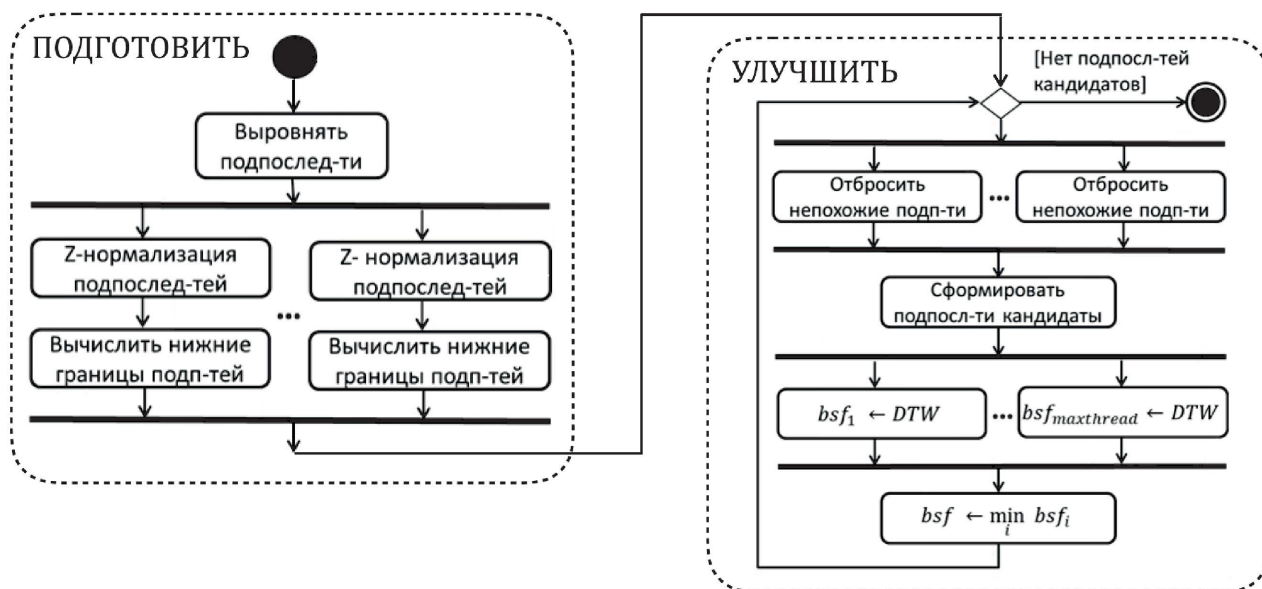 ПОДГОТОВИТЬ
Выровнять
подпослед-ти
Z-нормализация
подпослед-тей
Z- нормализация
подпослед-тей
...
Вычислить нижние
границы подп-тей
Вычислить нижние
границы подп-тей
УЛУЧШИТЬ
[Нет подпосл-тей
кандидатов]
Отбросить
непохожие подп-ти
...
Отбросить
непохожие подп-ти
Сформировать
подпосл-ти кандидаты
bsf₁ ← DTW
...
bsf_maxthread ← DTW
bsf ← min bsfᵢ
i